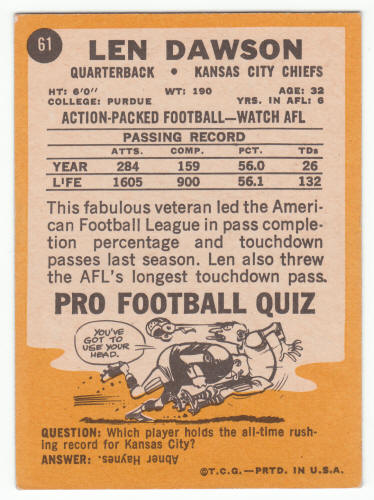 61
LEN DAWSON
QUARTERBACK • KANSAS CITY CHIEFS
HT: 6'0" WT: 190 AGE: 32
COLLEGE: PURDUE YRS. IN AFL: 6
ACTION-PACKED FOOTBALL—WATCH AFL
PASSING RECORD
ATTS. COMP. PCT. TDs
YEAR 284 159 56.0 26
LIFE 1605 900 56.1 132
This fabulous veteran led the Ameri-
can Football League in pass comple-
tion percentage and touchdown
passes last season. Len also threw
the AFL's longest touchdown pass.
PRO FOOTBALL QUIZ
YOU'VE
GOT TO
USE YOUR
HEAD.
QUESTION: Which player holds the all-time rush-
ing record for Kansas City?
ANSWER: Abner Haynes.
©T.C.G.—PRTD. IN U.S.A.